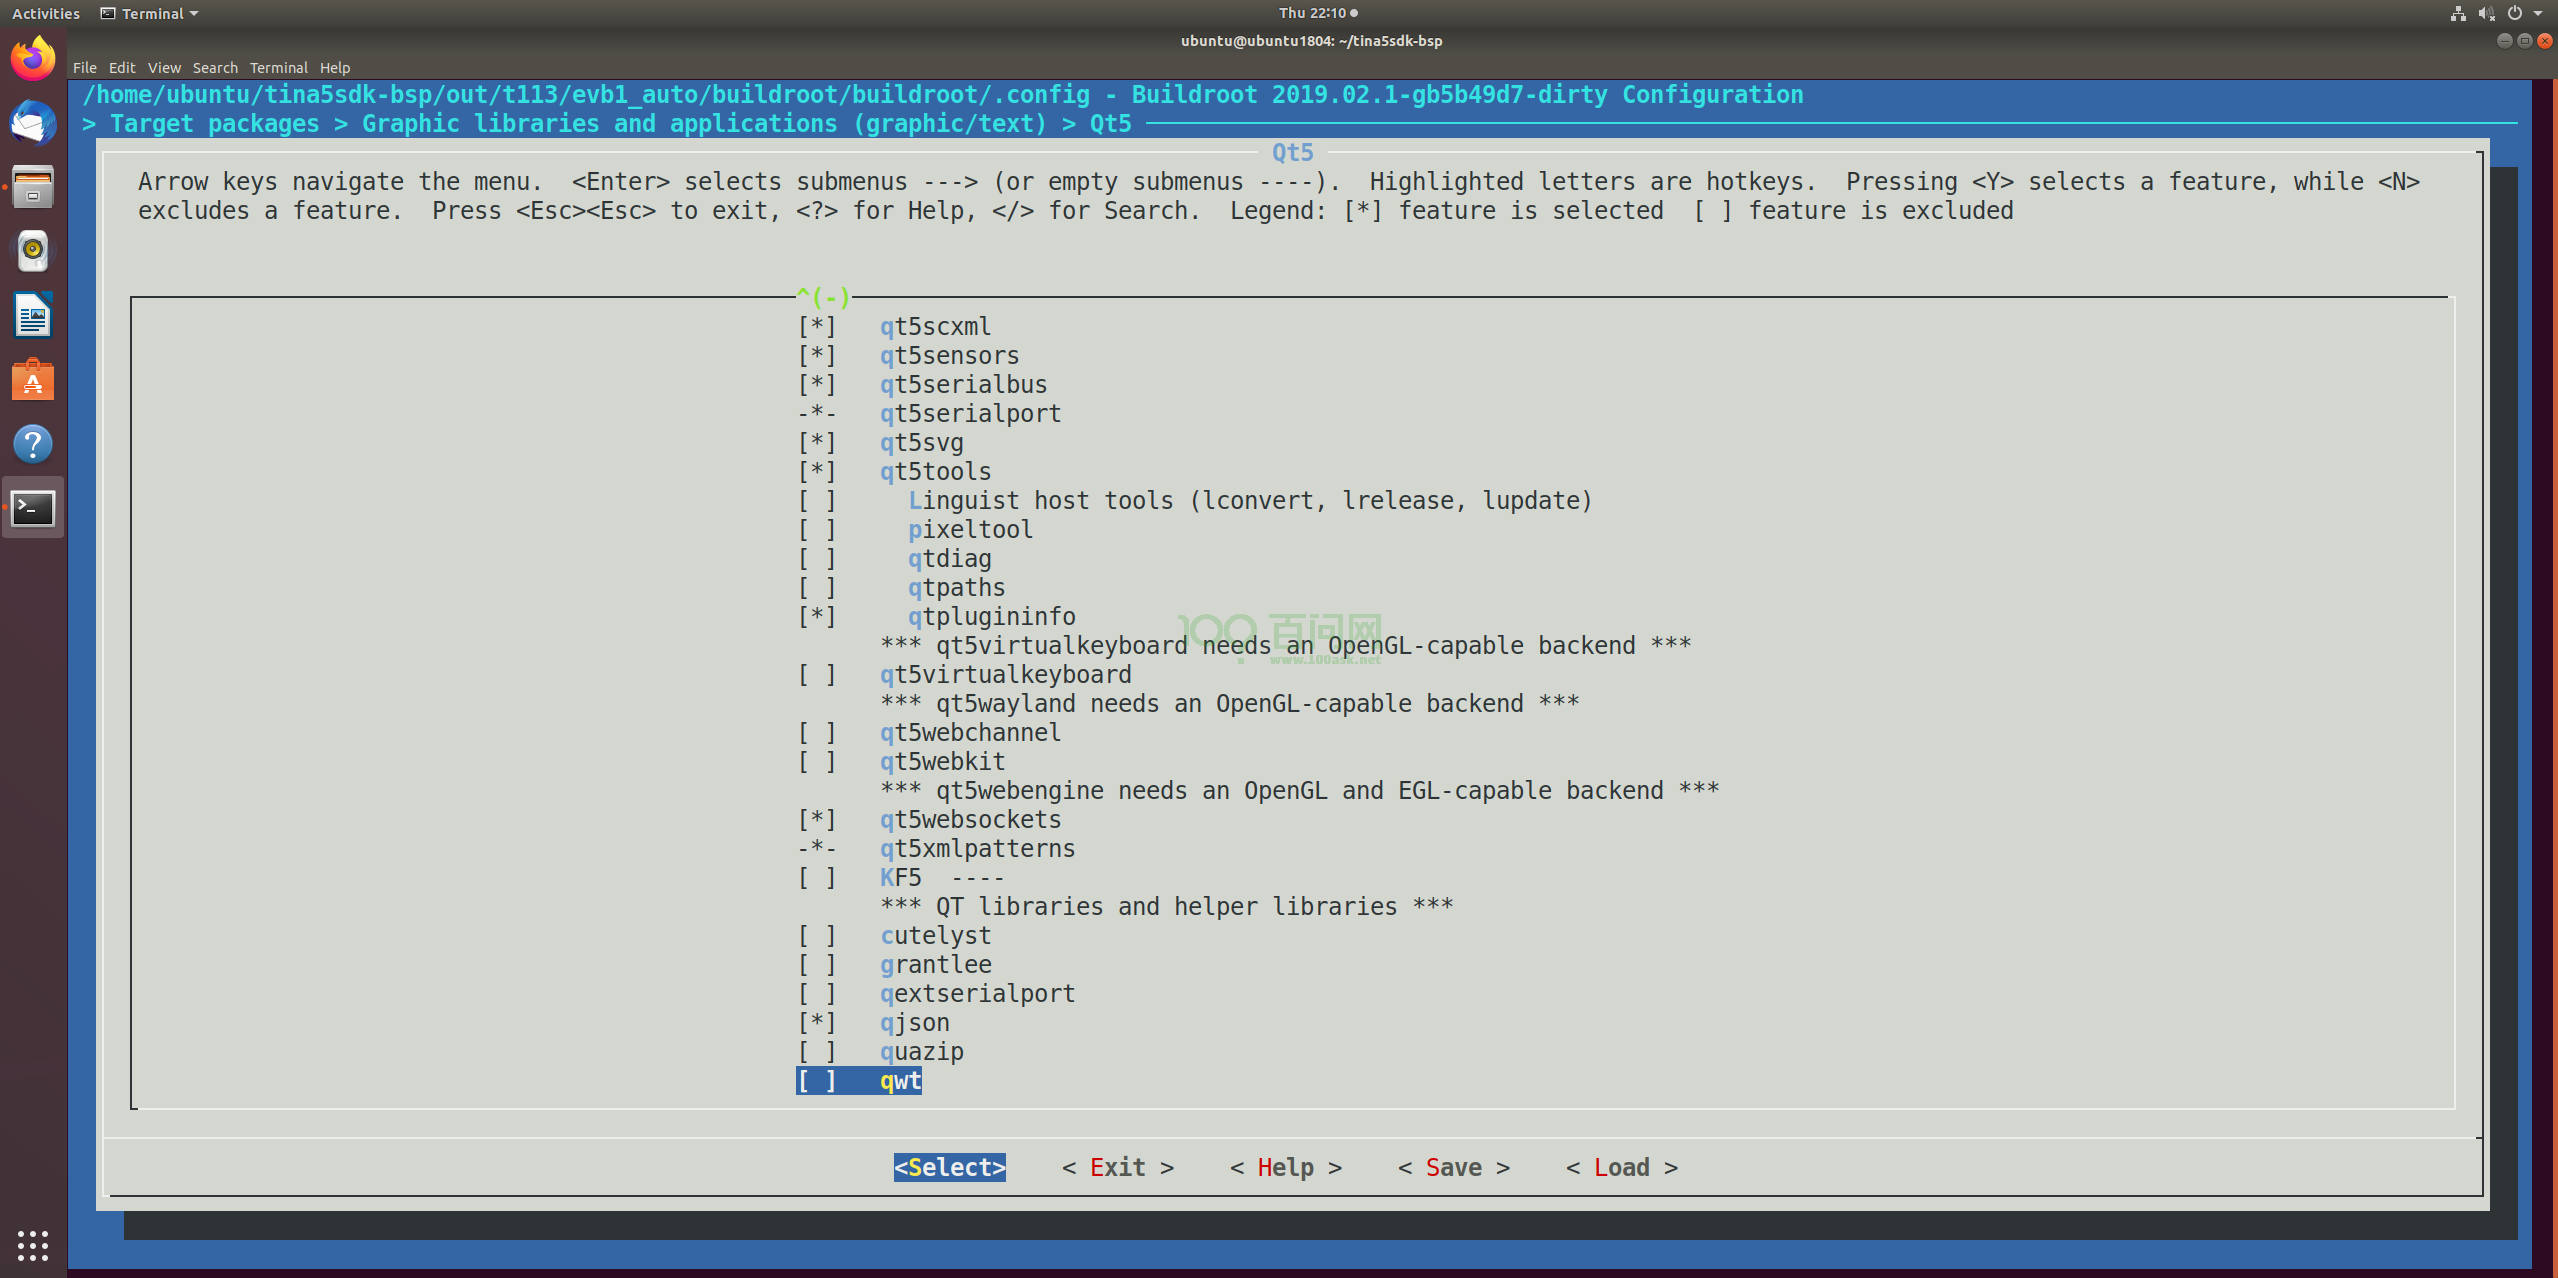 Activities Terminal Thu 22:10
ubuntu@ubuntu1804: ~/tina5sdk-bsp
File Edit View Search Terminal Help
/home/ubuntu/tina5sdk-bsp/out/t113/evb1_auto/buildroot/buildroot/.config - Buildroot 2019.02.1-gb5b49d7-dirty Configuration
> Target packages > Graphic libraries and applications (graphic/text) > Qt5
Qt5
Arrow keys navigate the menu.  <Enter> selects submenus ---> (or empty submenus ----).  Highlighted letters are hotkeys.  Pressing <Y> selects a feature, while <N>
excludes a feature.  Press <Esc><Esc> to exit, <?> for Help, </> for Search.  Legend: [*] feature is selected  [ ] feature is excluded
^(-)
[*]   qt5scxml
[*]   qt5sensors
[*]   qt5serialbus
-*-   qt5serialport
[*]   qt5svg
[*]   qt5tools
[ ]     Linguist host tools (lconvert, lrelease, lupdate)
[ ]     pixeltool
[ ]     qtdiag
[ ]     qtpaths
[*]     qtplugininfo
100 百问网
*** qt5virtualkeyboard needs an OpenGL-capable backend ***
www.100ask.net
[ ]   qt5virtualkeyboard
*** qt5wayland needs an OpenGL-capable backend ***
[ ]   qt5webchannel
[ ]   qt5webkit
*** qt5webengine needs an OpenGL and EGL-capable backend ***
[*]   qt5websockets
-*-   qt5xmlpatterns
[ ]   KF5  ----
*** QT libraries and helper libraries ***
[ ]   cutelyst
[ ]   grantlee
[ ]   qextserialport
[*]   qjson
[ ]   quazip
[ ]   qwt
<Select>    < Exit >    < Help >    < Save >    < Load >